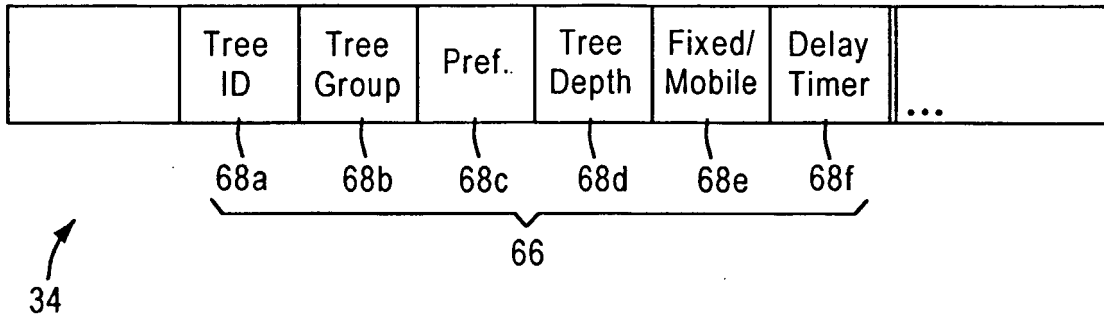 Tree
ID
Tree
Group
Pref..
Tree
Depth
Fixed/
Mobile
Delay
Timer
...
68a
68b
68c
68d
68e
68f
66
34